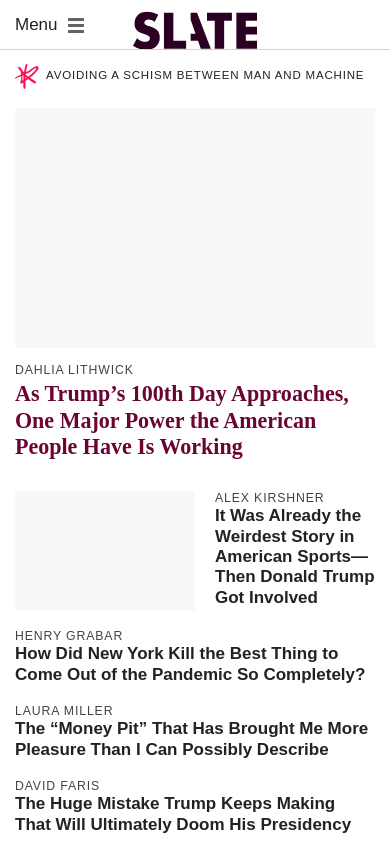 Menu
SLATE
AVOIDING A SCHISM BETWEEN MAN AND MACHINE
DAHLIA LITHWICK
As Trump’s 100th Day Approaches,
One Major Power the American
People Have Is Working
ALEX KIRSHNER
It Was Already the
Weirdest Story in
American Sports—
Then Donald Trump
Got Involved
HENRY GRABAR
How Did New York Kill the Best Thing to
Come Out of the Pandemic So Completely?
LAURA MILLER
The “Money Pit” That Has Brought Me More
Pleasure Than I Can Possibly Describe
DAVID FARIS
The Huge Mistake Trump Keeps Making
That Will Ultimately Doom His Presidency